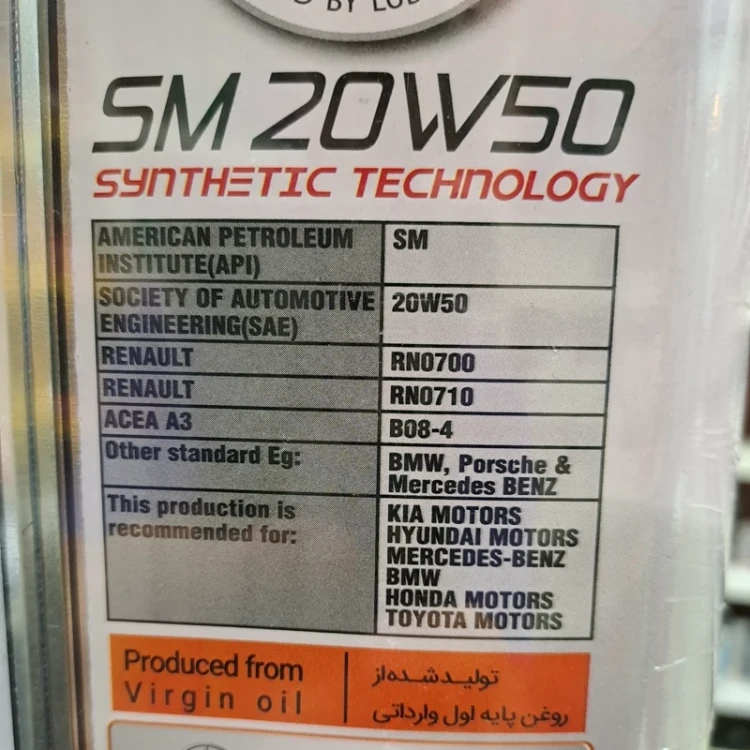 BY
SM 20W50
SYNTHETIC TECHNOLOGY
AMERICAN PETROLEUM INSTITUTE(API) SM
SOCIETY OF AUTOMOTIVE ENGINEERING(SAE) 20W50
RENAULT RN0700
RENAULT RN0710
ACEA A3 B08-4
Other standard Eg: BMW, Porsche &
Mercedes BENZ
This production is recommended for: KIA MOTORS
HYUNDAI MOTORS
MERCEDES-BENZ
BMW
HONDA MOTORS
TOYOTA MOTORS
Produced from
Virgin oil
تولیدشده‌از
روغن پایه اول وارداتی